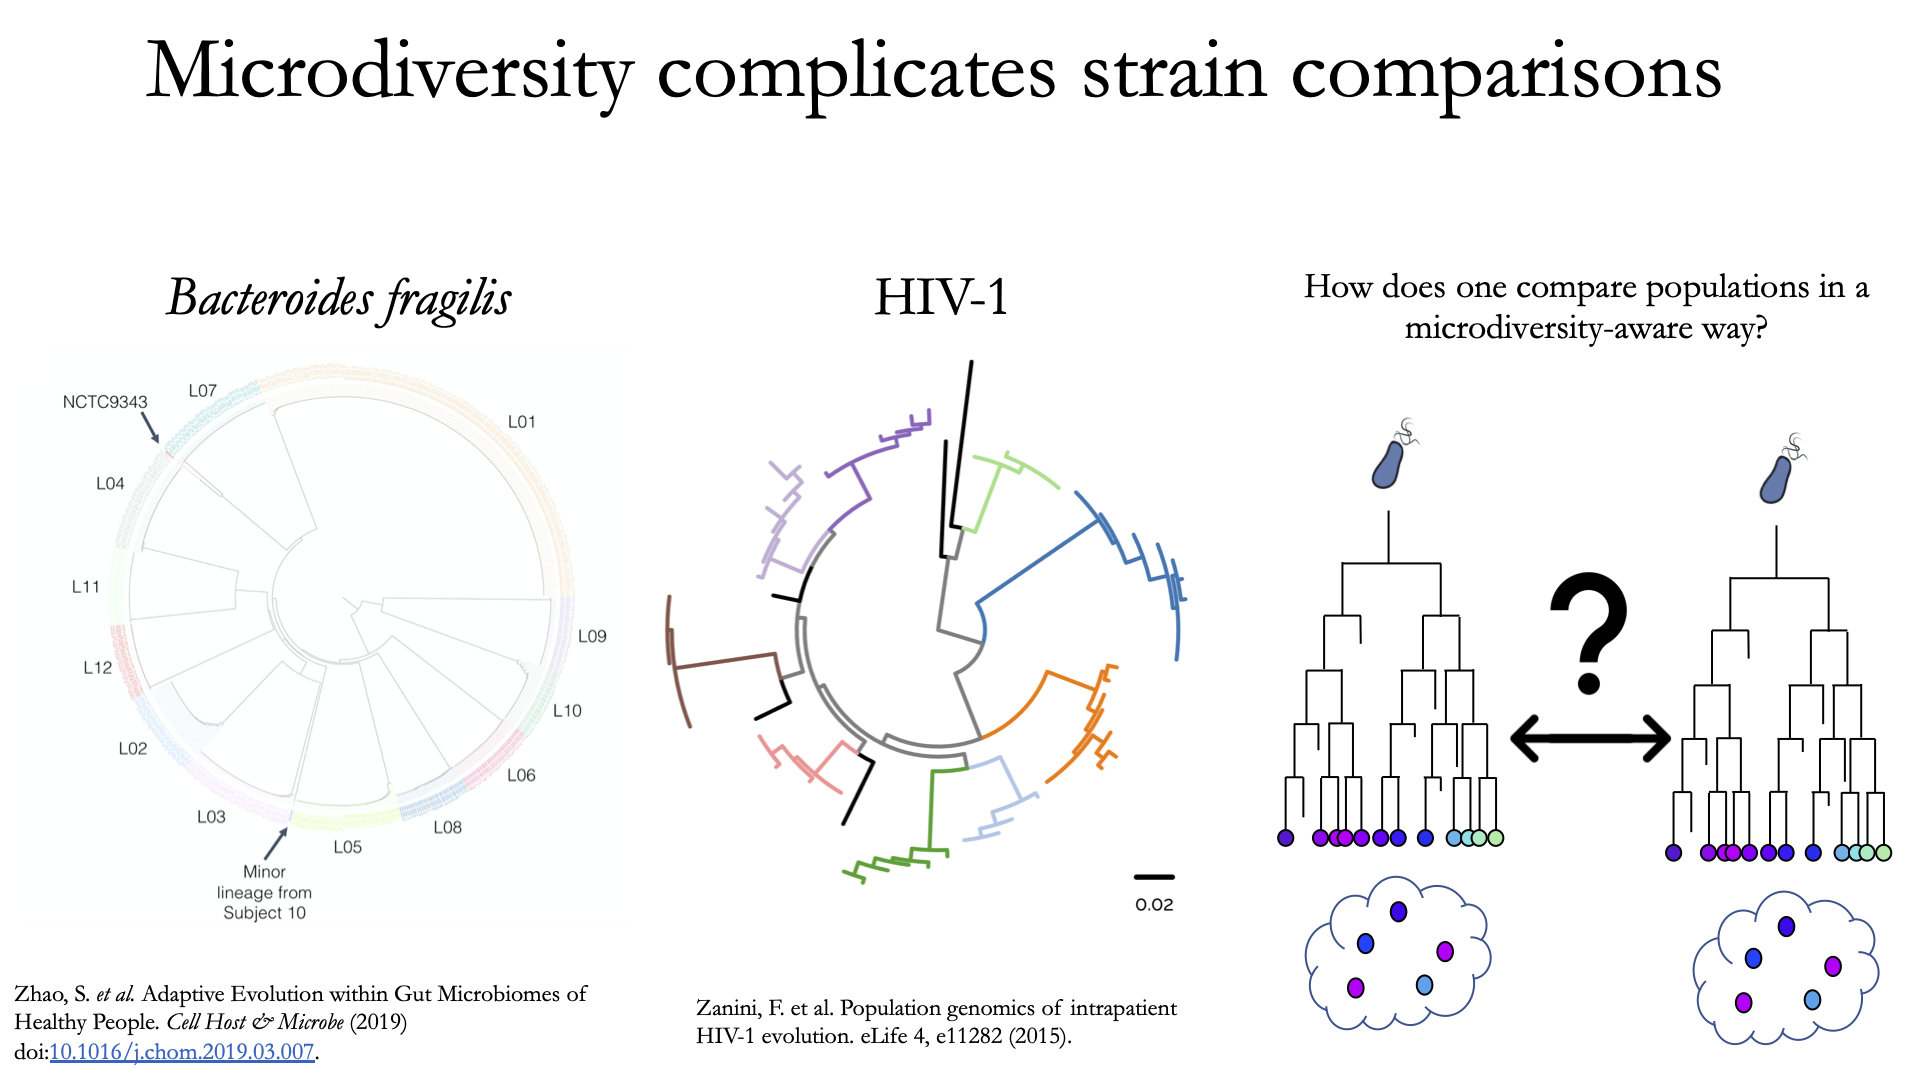 Microdiversity complicates strain comparisons
Bacteroides fragilis
HIV-1
How does one compare populations in a
microdiversity-aware way?
NCTC9343
L07
L01
L04
L11
L09
L12
L10
L02
L06
L03
L08
L05
Minor
lineage from
Subject 10
0.02
?
Zhao, S. et al. Adaptive Evolution within Gut Microbiomes of
Healthy People. Cell Host & Microbe (2019)
doi:10.1016/j.chom.2019.03.007.
Zanini, F. et al. Population genomics of intrapatient
HIV-1 evolution. eLife 4, e11282 (2015).